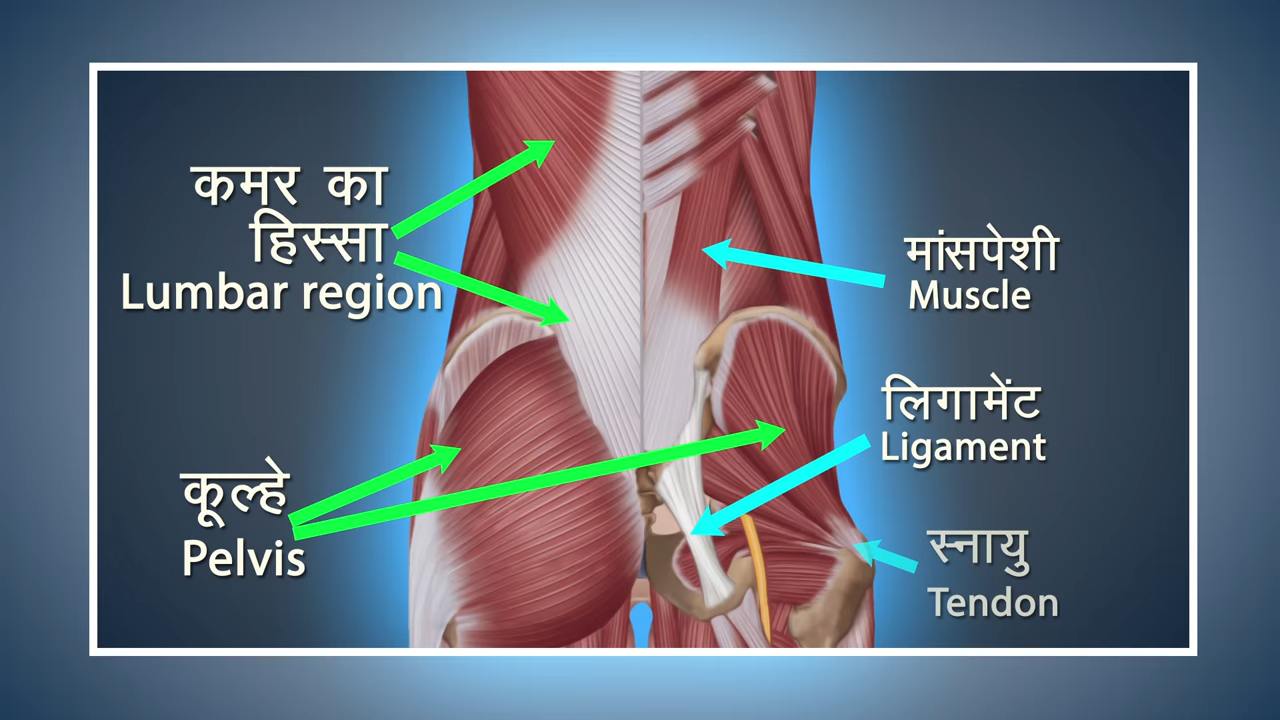 कमर का
हिस्सा
Lumbar region
कूल्हे
Pelvis
मांसपेशी
Muscle
लिगामेंट
Ligament
स्नायु
Tendon